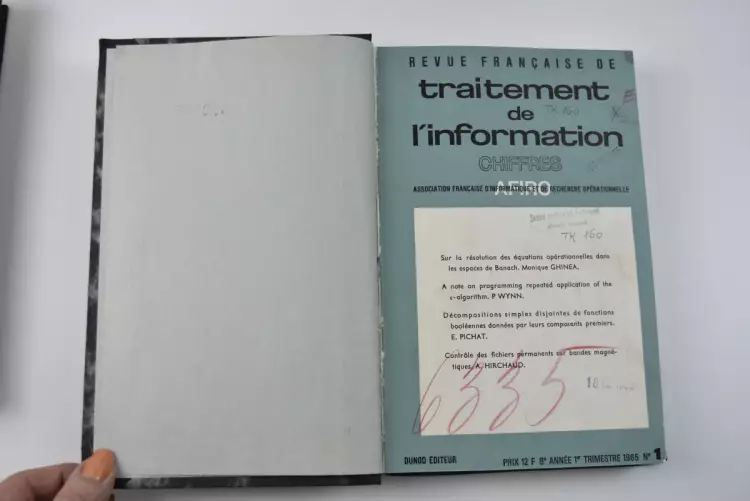 REVUE FRANÇAISE DE
traitement
de
l'information
TK 160
CHIFFRES
ASSOCIATION FRANÇAISE D'INFORMATIQUE ET DE RECHERCHE OPÉRATIONNELLE
AFIRO
TK 160
Sur la résolution des équations opérationnelles dans
les espaces de Banach. Monique GHINEA.
A note on programming repeated application of the
ε-algorithm. P WYNN.
Décompositions simples disjointes de fonctions
booléennes données par leurs composants premiers.
E. PICHAT.
Contrôle des fichiers permanents sur bandes magné-
tiques, A. HIRCHAUD.
6335
DUNOD ÉDITEUR
PRIX 12 F 8e ANNÉE 1er TRIMESTRE 1965 N° 1